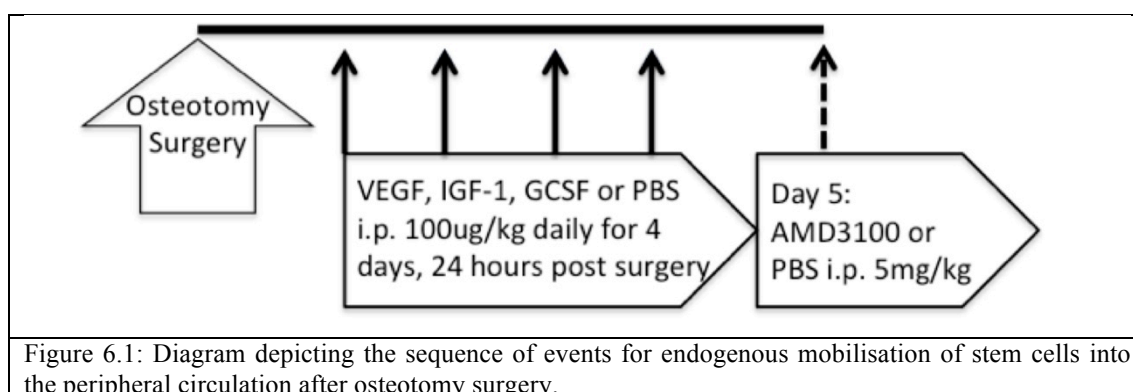 Osteotomy
Surgery
VEGF, IGF-1, GCSF or PBS
i.p. 100ug/kg daily for 4
days, 24 hours post surgery
Day 5:
AMD3100 or
PBS i.p. 5mg/kg
Figure 6.1: Diagram depicting the sequence of events for endogenous mobilisation of stem cells into
the peripheral circulation after osteotomy surgery.